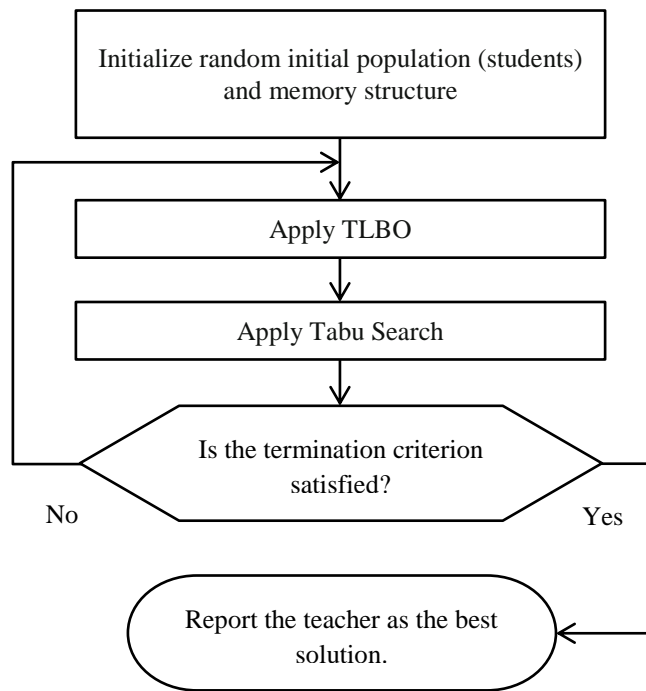 Initialize random initial population (students)
and memory structure
Apply TLBO
Apply Tabu Search
Is the termination criterion
satisfied?
No
Yes
Report the teacher as the best
solution.